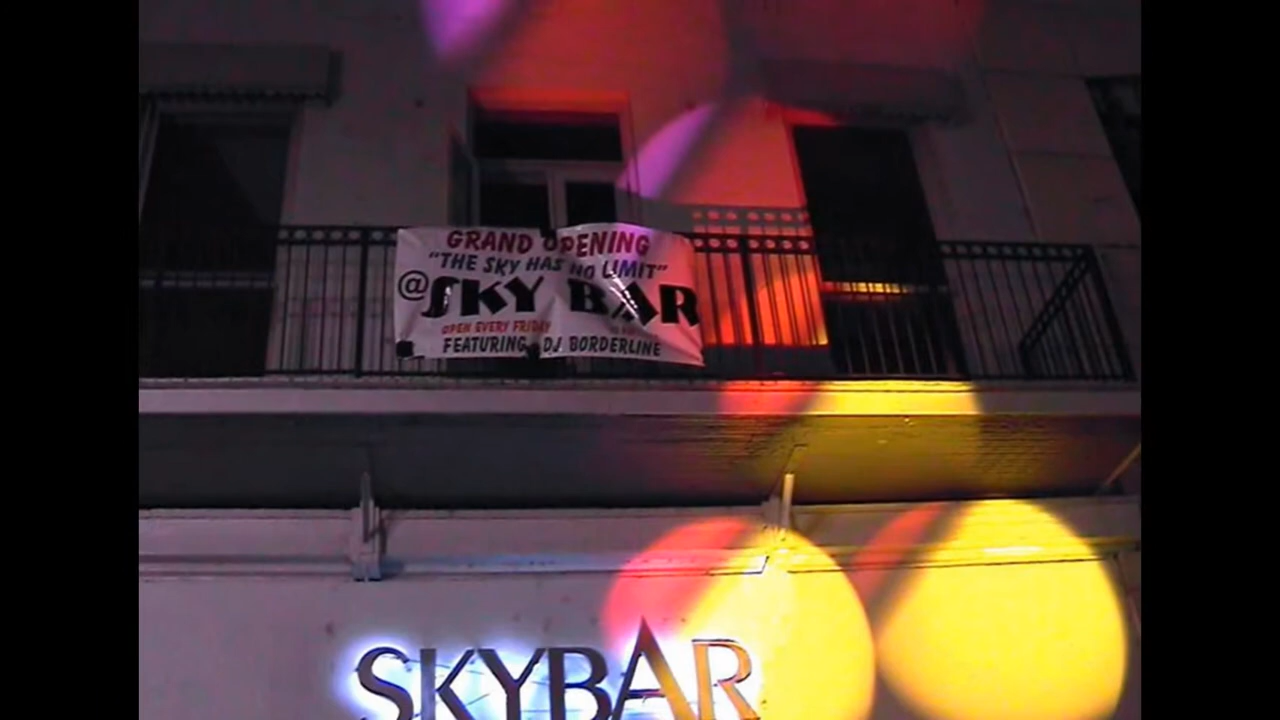 GRAND OPENING
"THE SKY HAS NO LIMIT"
@SKY BAR
OPEN EVERY FRIDAY
FEATURING DJ BORDERLINE
SKYBAR